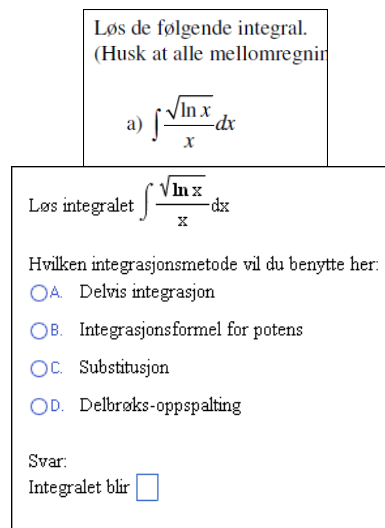 Løs de følgende integral.
(Husk at alle mellomregnin
a) ∫ √ln x / x dx
Løs integralet ∫ √ln x / x dx
Hvilken integrasjonsmetode vil du benytte her:
A. Delvis integrasjon
B. Integrasjonsformel for potens
C. Substitusjon
D. Delbrøks-oppspalting
Svar:
Integralet blir